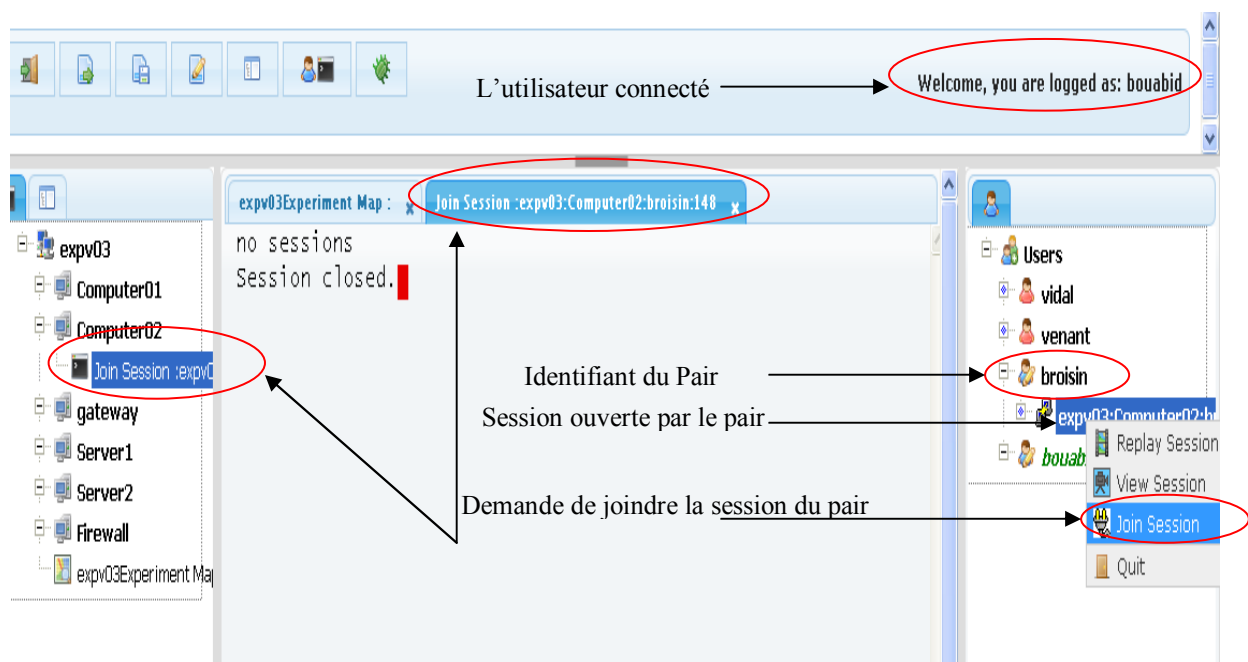 L'utilisateur connecté
Welcome, you are logged as: bouabid
expv03
Computer01
Computer02
Join Session :expv0
gateway
Server1
Server2
Firewall
expv03Experiment Map
expv03Experiment Map : x
Join Session :expv03:Computer02:broisin:148 x
no sessions
Session closed.
Identifiant du Pair
Session ouverte par le pair
Demande de joindre la session du pair
Users
vidal
venant
broisin
expv03:Computer02:br
bouab
Replay Session
View Session
Join Session
Quit